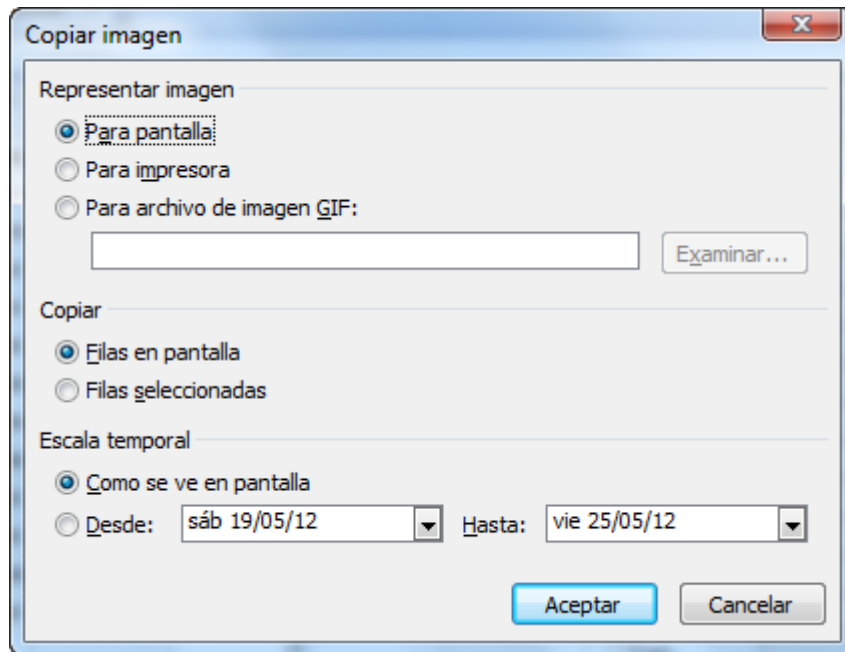 Copiar imagen
Representar imagen
Para pantalla
Para impresora
Para archivo de imagen GIF:
Examinar...
Copiar
Filas en pantalla
Filas seleccionadas
Escala temporal
Como se ve en pantalla
Desde: sáb 19/05/12 Hasta: vie 25/05/12
Aceptar Cancelar